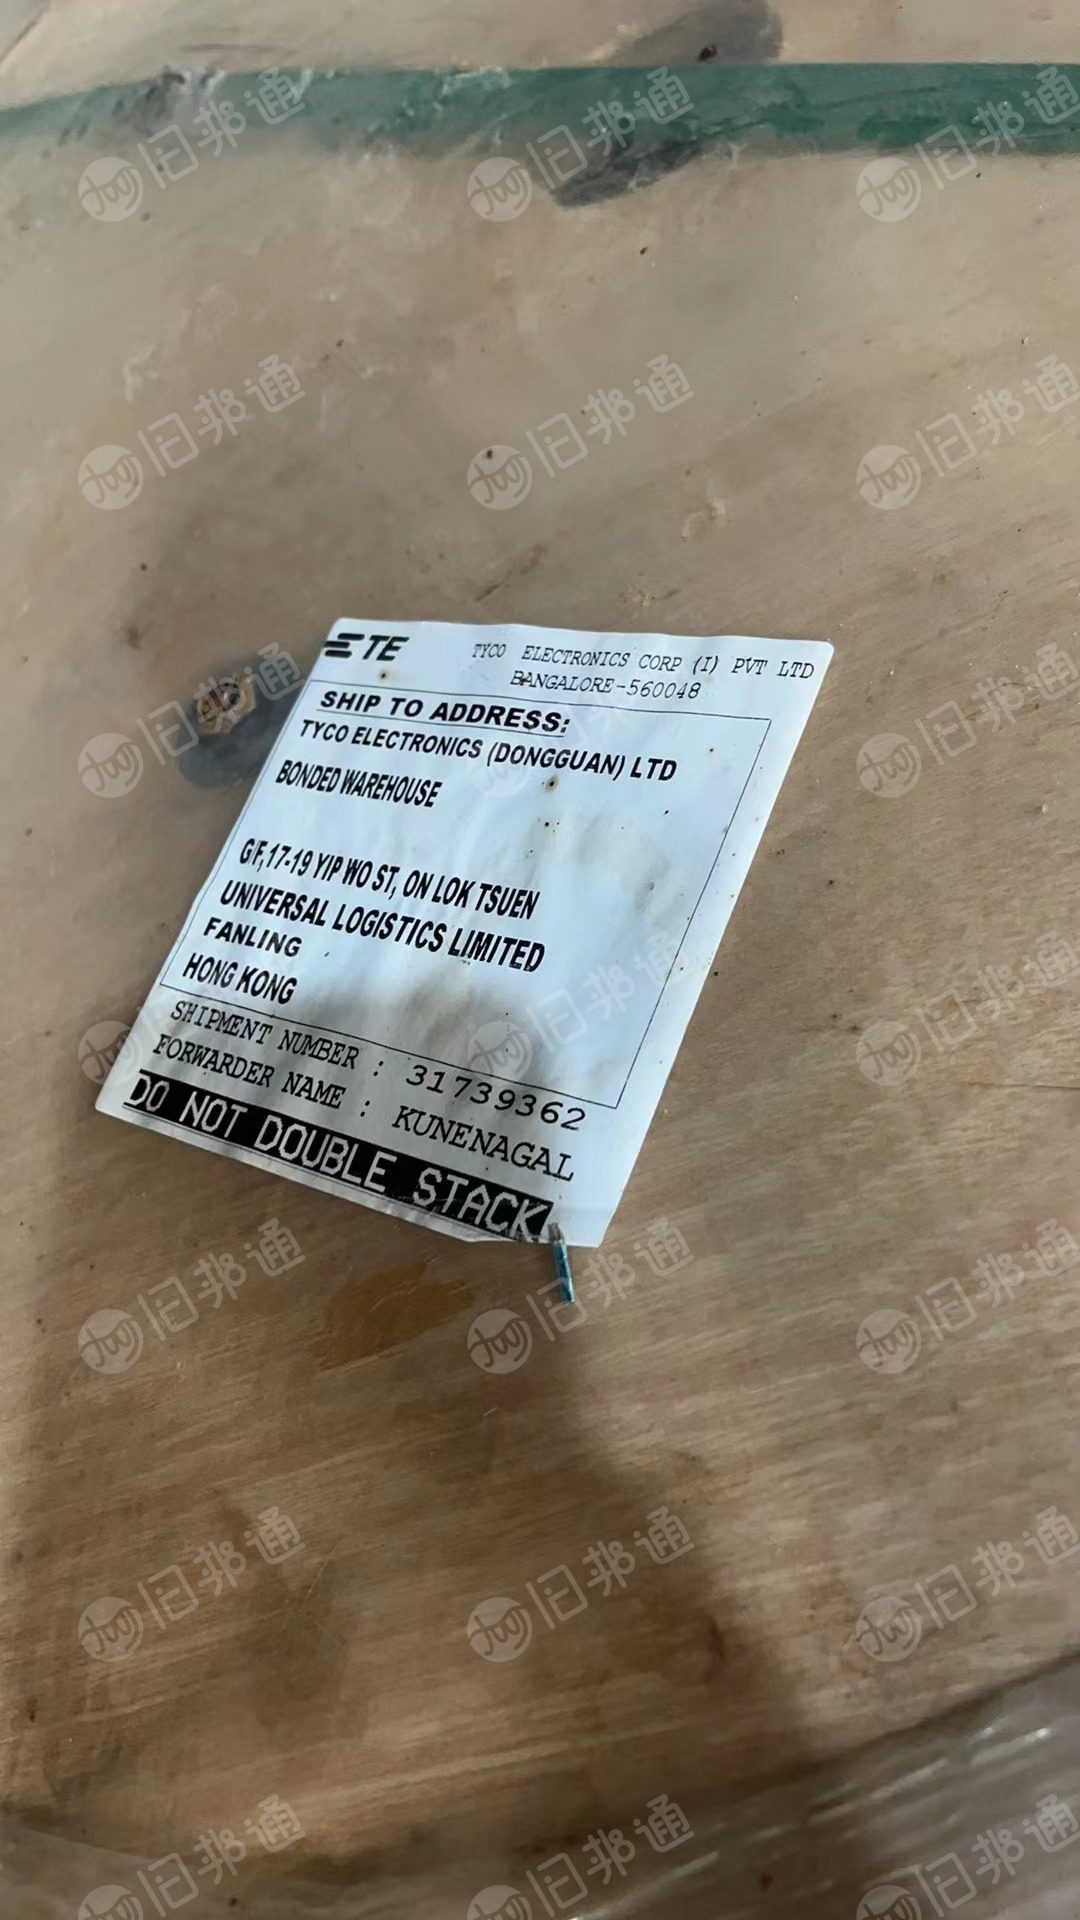 TE
TYCO ELECTRONICS CORP (I) PVT LTD
BANGALORE-560048
SHIP TO ADDRESS:
TYCO ELECTRONICS (DONGGUAN) LTD
BONDED WAREHOUSE
G/F,17-19 YIP WO ST, ON LOK TSUEN
UNIVERSAL LOGISTICS LIMITED
FANLING
HONG KONG
SHIPMENT NUMBER : 31739362
FORWARDER NAME : KUNENAGAL
DO NOT DOUBLE STACK
旧邦通